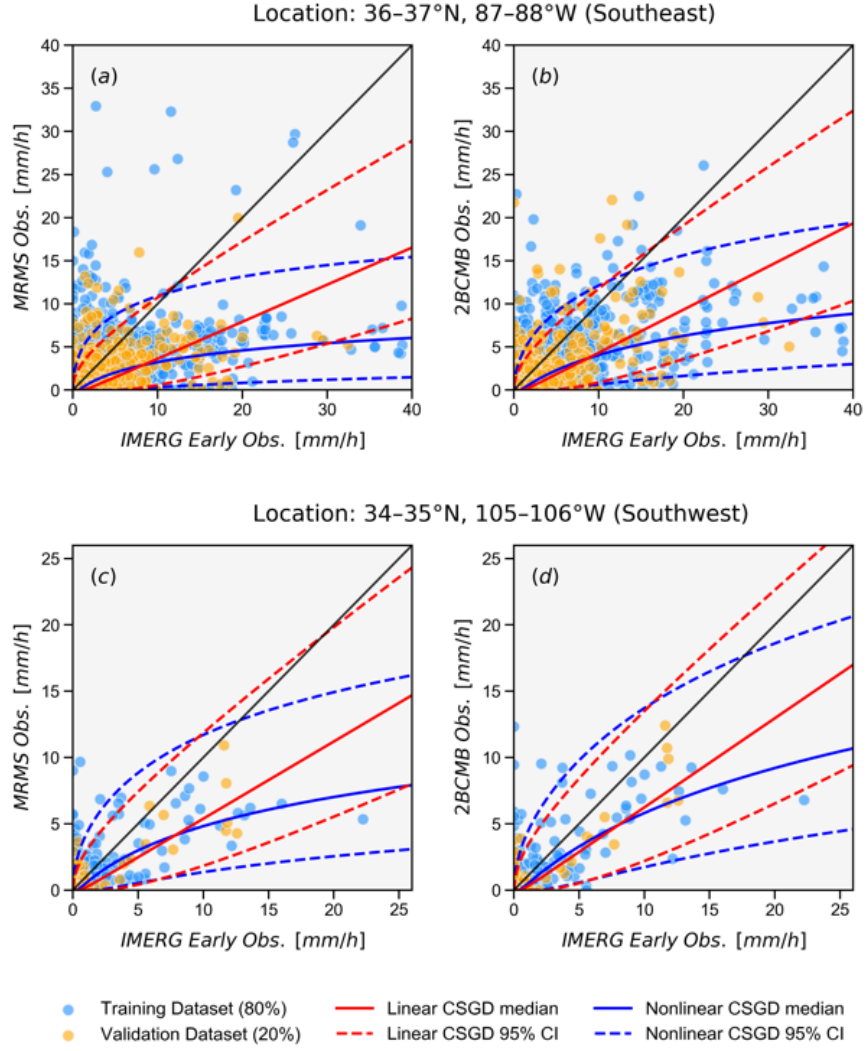 Location: 36–37°N, 87–88°W (Southeast)
(a)
MRMS Obs. [mm/h]
40
35
30
25
20
15
10
5
0
0 10 20 30 40
IMERG Early Obs. [mm/h]
(b)
2BCMB Obs. [mm/h]
40
35
30
25
20
15
10
5
0
0 10 20 30 40
IMERG Early Obs. [mm/h]
Location: 34–35°N, 105–106°W (Southwest)
(c)
MRMS Obs. [mm/h]
25
20
15
10
5
0
0 5 10 15 20 25
IMERG Early Obs. [mm/h]
(d)
2BCMB Obs. [mm/h]
25
20
15
10
5
0
0 5 10 15 20 25
IMERG Early Obs. [mm/h]
Training Dataset (80%)
Validation Dataset (20%)
Linear CSGD median
Linear CSGD 95% CI
Nonlinear CSGD median
Nonlinear CSGD 95% CI